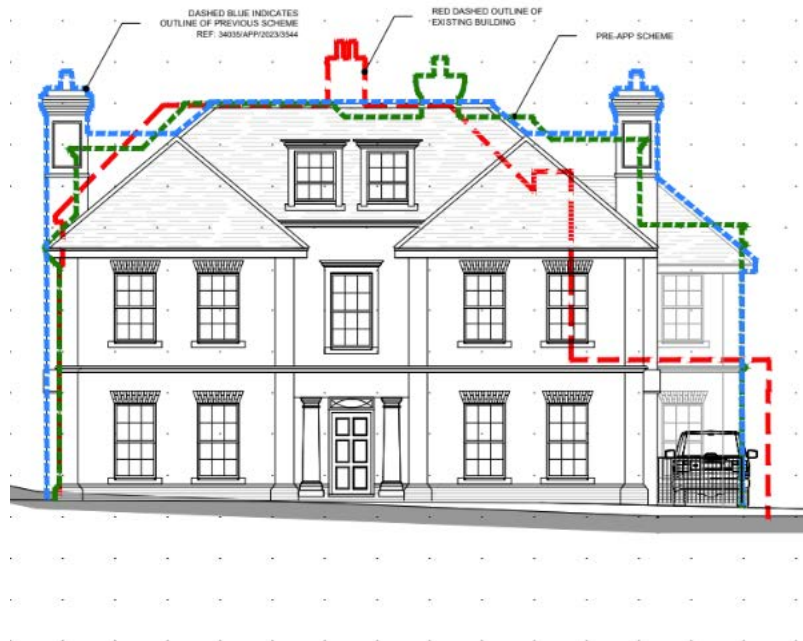 DASHED BLUE INDICATES
OUTLINE OF PREVIOUS SCHEME
REF: 34035/APP/2023/3544
RED DASHED OUTLINE OF
EXISTING BUILDING
PRE-APP SCHEME